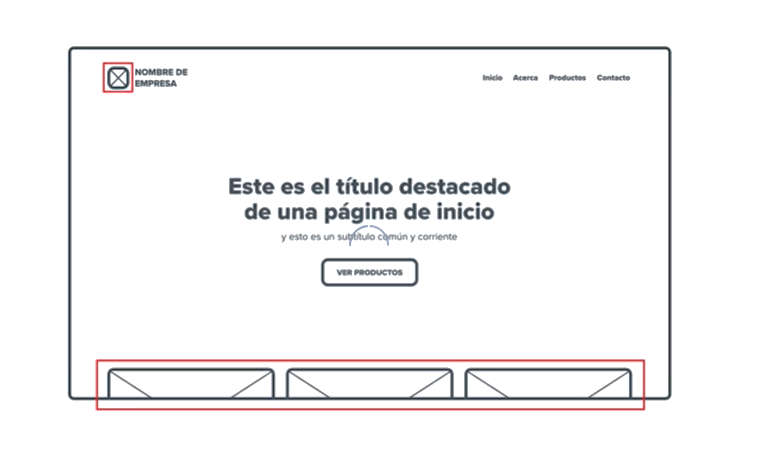 NOMBRE DE
EMPRESA
Inicio Acerca Productos Contacto
Este es el título destacado
de una página de inicio
y esto es un subtítulo común y corriente
VER PRODUCTOS